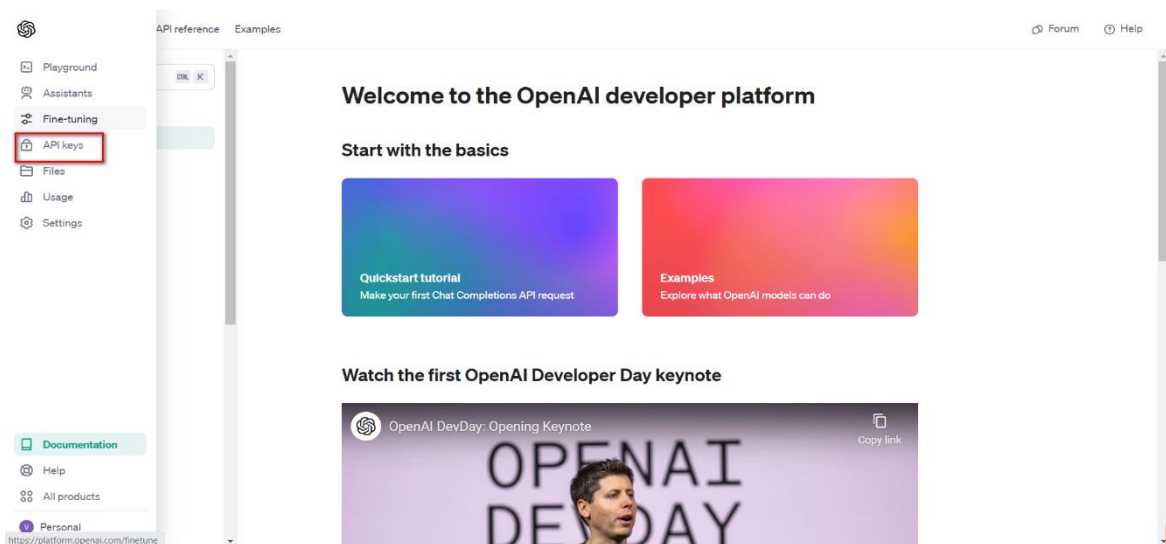 API reference Examples Forum Help
Playground
CTRL K
Assistants
Fine-tuning
API keys
Files
Usage
Settings
Welcome to the OpenAI developer platform
Start with the basics
Quickstart tutorial
Make your first Chat Completions API request
Examples
Explore what OpenAI models can do
Watch the first OpenAI Developer Day keynote
OpenAI DevDay: Opening Keynote
Copy link
OPENAI
DEVDAY
Documentation
Help
All products
V Personal
https://platform.openai.com/finetune